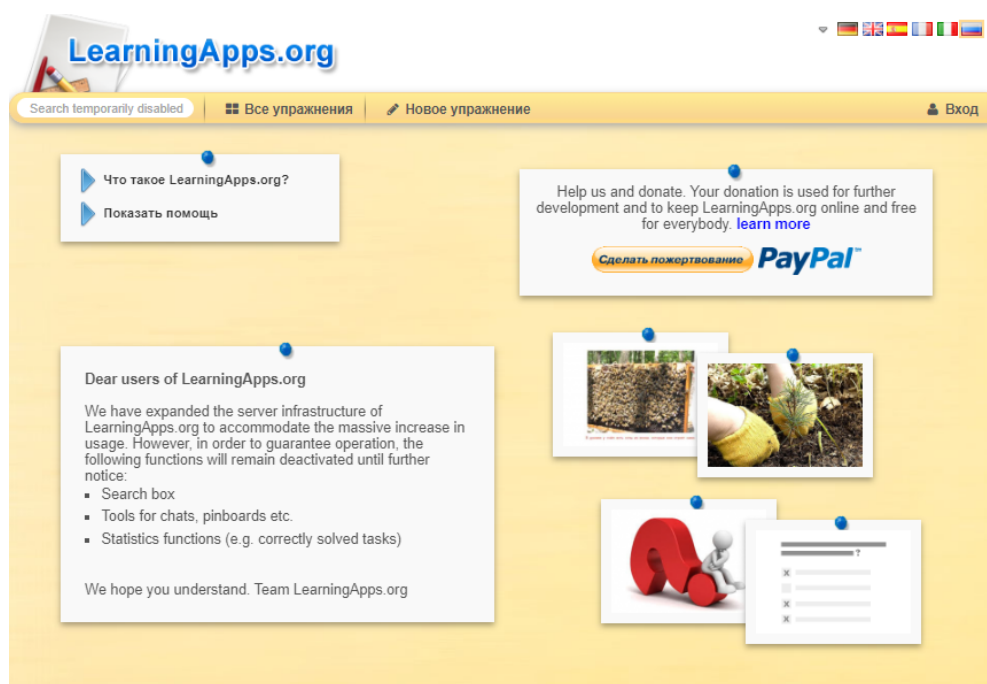 LearningApps.org
Search temporarily disabled
Все упражнения
Новое упражнение
Вход
Что такое LearningApps.org?
Показать помощь
Help us and donate. Your donation is used for further
development and to keep LearningApps.org online and free
for everybody. learn more
Сделать пожертвование PayPal™
Dear users of LearningApps.org
We have expanded the server infrastructure of
LearningApps.org to accommodate the massive increase in
usage. However, in order to guarantee operation, the
following functions will remain deactivated until further
notice:
Search box
Tools for chats, pinboards etc.
Statistics functions (e.g. correctly solved tasks)
We hope you understand. Team LearningApps.org
?
x
x
x